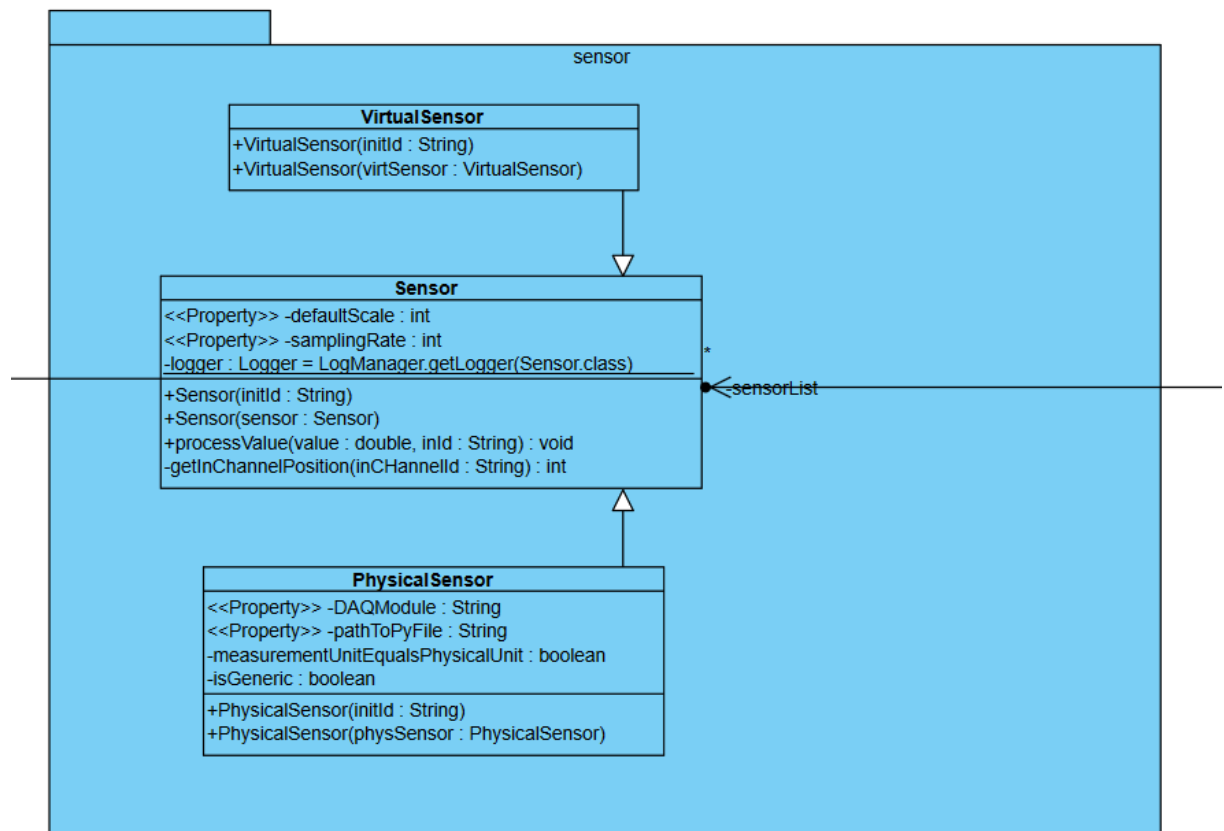 sensor
VirtualSensor
+VirtualSensor(initId : String)
+VirtualSensor(virtSensor : VirtualSensor)
Sensor
<<Property>> -defaultScale : int
<<Property>> -samplingRate : int
-logger : Logger = LogManager.getLogger(Sensor.class)
*
-sensorList
+Sensor(initId : String)
+Sensor(sensor : Sensor)
+processValue(value : double, inId : String) : void
-getInChannelPosition(inCHannelId : String) : int
PhysicalSensor
<<Property>> -DAQModule : String
<<Property>> -pathToPyFile : String
-measurementUnitEqualsPhysicalUnit : boolean
-isGeneric : boolean
+PhysicalSensor(initId : String)
+PhysicalSensor(physSensor : PhysicalSensor)